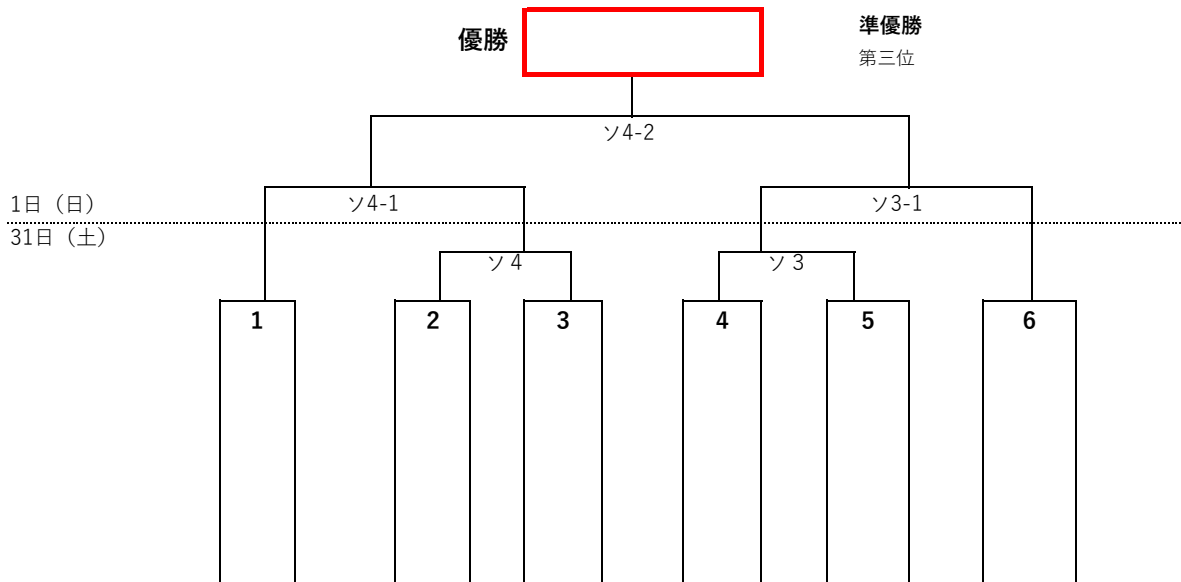 優勝
準優勝
第三位
ソ4-2
1日（日）
ソ4-1
ソ3-1
31日（土）
ソ 4
ソ 3
1
2
3
4
5
6